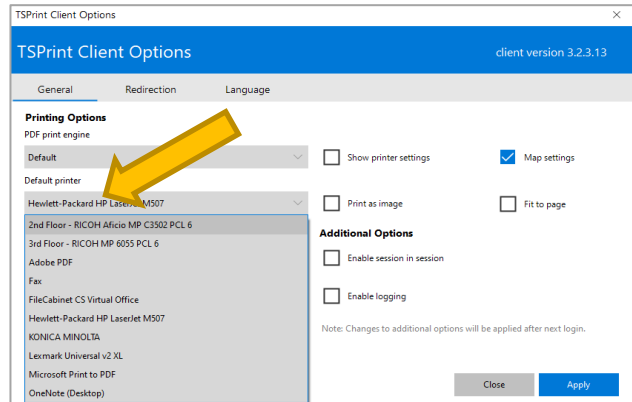 TSPrint Client Options
TSPrint Client Options
client version 3.2.3.13
General Redirection Language
Printing Options
PDF print engine
Default
Show printer settings
Map settings
Default printer
Hewlett-Packard HP LaserJet M507
Print as image
Fit to page
2nd Floor - RICOH Aficio MP C3502 PCL 6
3rd Floor - RICOH MP 6055 PCL 6
Adobe PDF
Fax
FileCabinet CS Virtual Office
Hewlett-Packard HP LaserJet M507
KONICA MINOLTA
Lexmark Universal v2 XL
Microsoft Print to PDF
OneNote (Desktop)
Additional Options
Enable session in session
Enable logging
Note: Changes to additional options will be applied after next login.
Close Apply